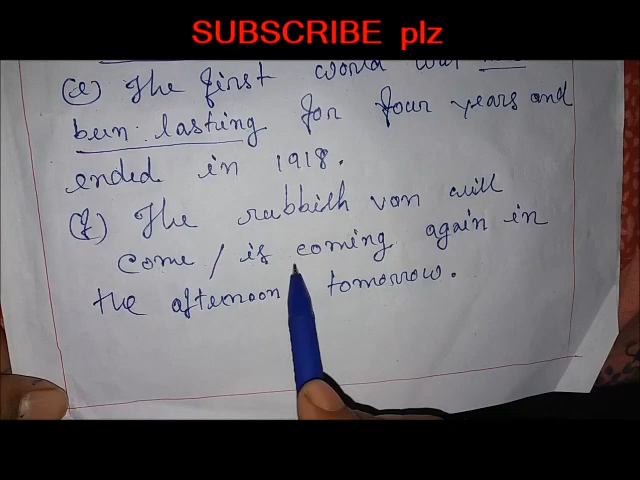 SUBSCRIBE plz
(e) The first world war
been lasting for four years and
ended in 1918.
(f) The rubbish van will
come / is coming again in
the afternoon tomorrow.